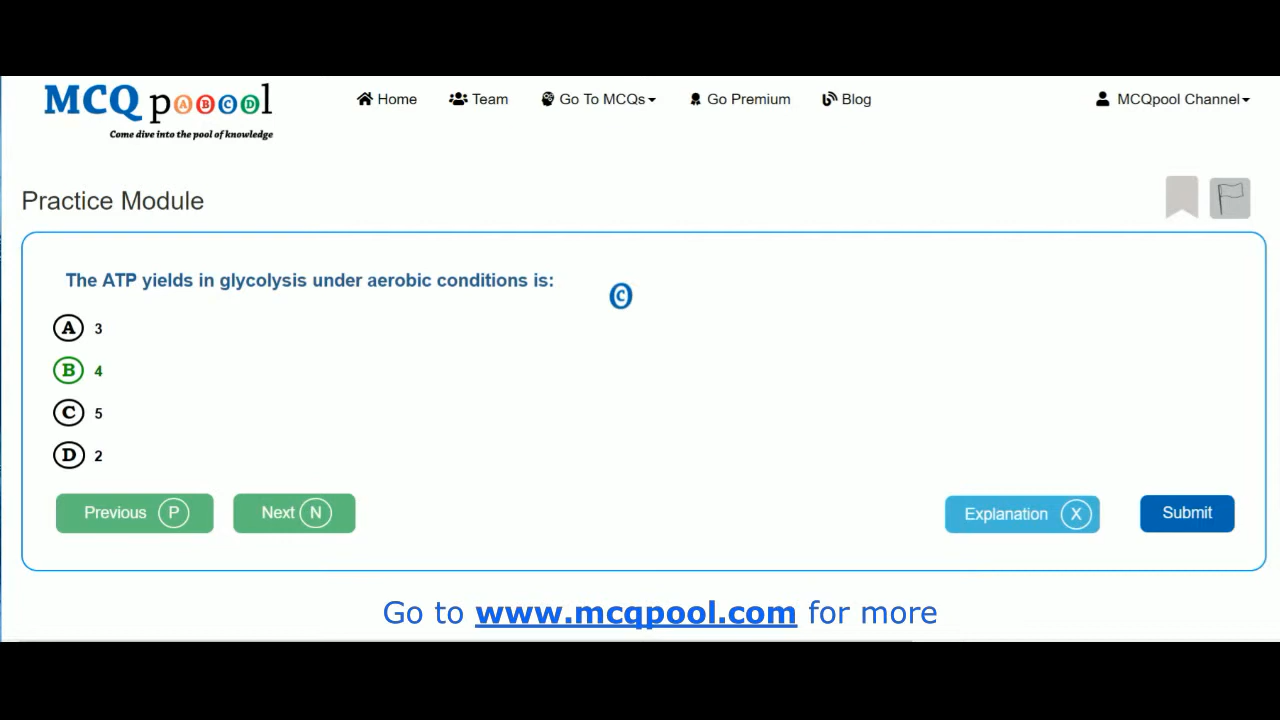 MCQ pooool
A B C D
Come dive into the pool of knowledge
Home Team Go To MCQs Go Premium Blog MCQpool Channel
Practice Module
The ATP yields in glycolysis under aerobic conditions is:
C
A 3
B 4
C 5
D 2
Previous P Next N Explanation X Submit
Go to www.mcqpool.com for more